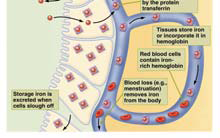 by the protein
transferrin
Tissues store iron
or incorporate it in
hemoglobin
Red blood cells
contain iron-
rich hemoglobin
Blood loss (e.g.,
menstruation)
removes iron
from the body
Storage iron is
excreted when
cells slough off